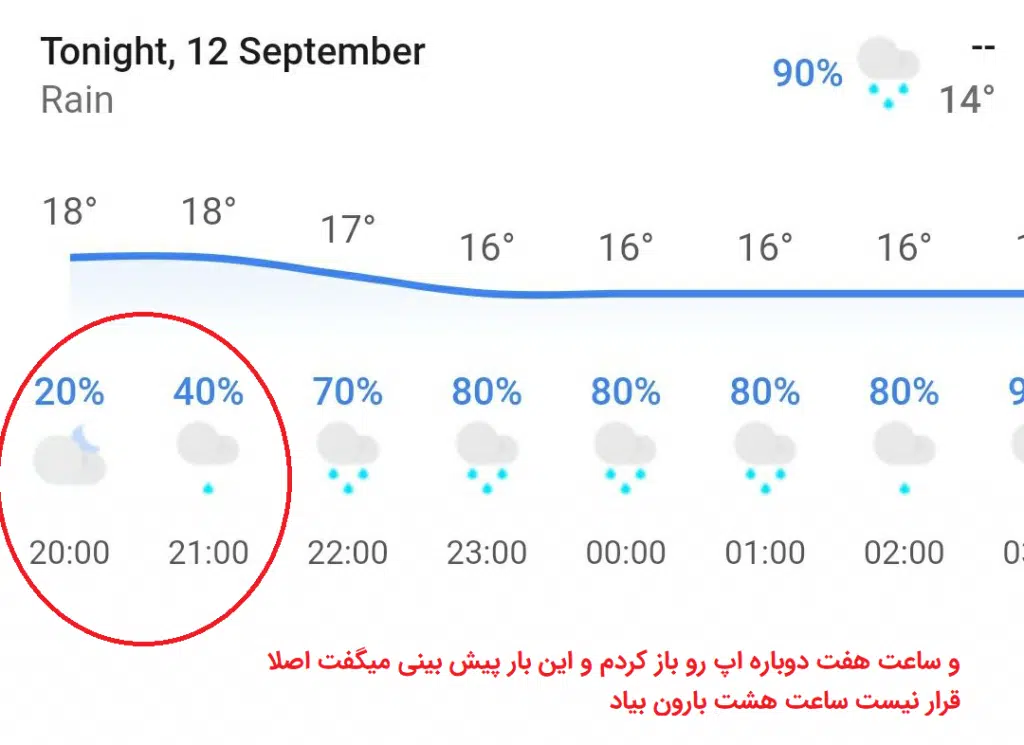 Tonight, 12 September
Rain
90%
--
14°
18° 18° 17° 16° 16° 16° 16°
20% 40% 70% 80% 80% 80% 80% 9
20:00 21:00 22:00 23:00 00:00 01:00 02:00 03
و ساعت هفت دوباره اپ رو باز کردم و این بار پیش بینی میگفت اصلا
قرار نیست ساعت هشت بارون بیاد